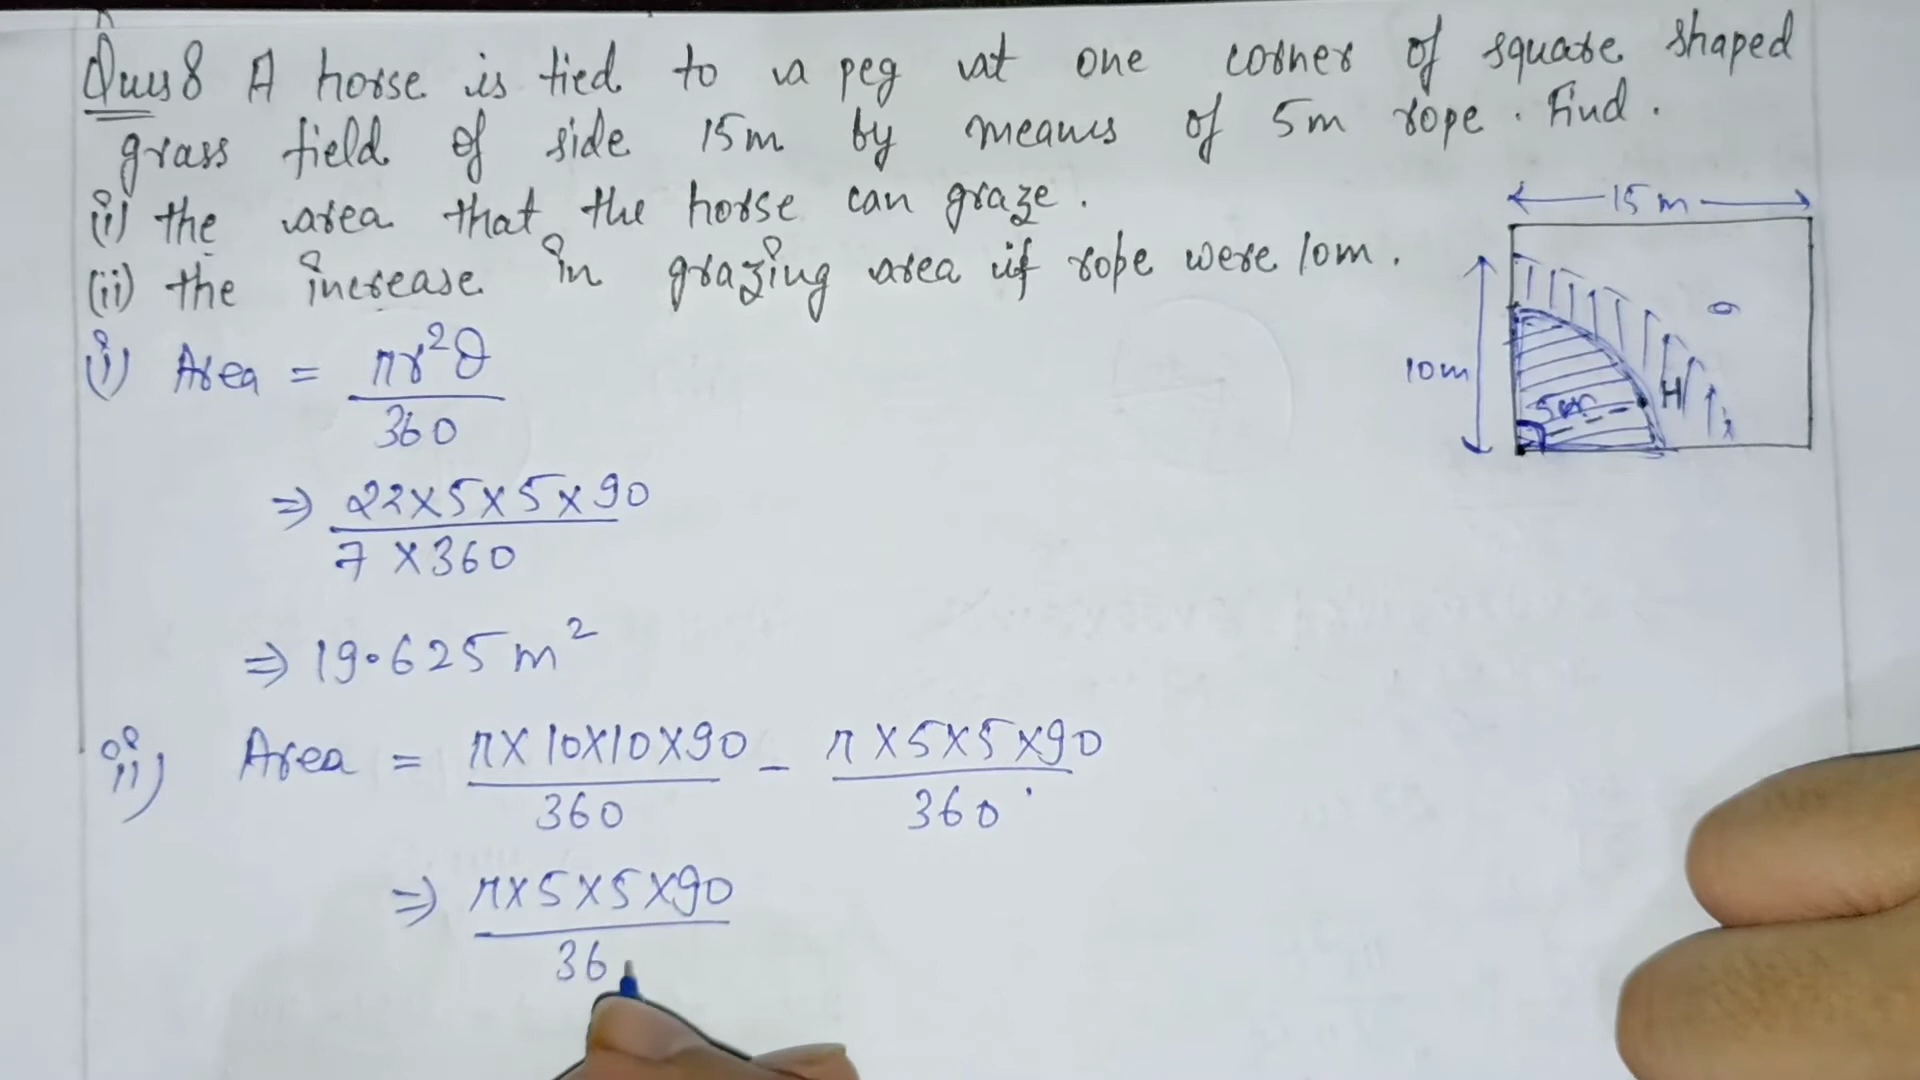 Ques 8 A horse is tied to a peg at one corner of square shaped
grass field of side 15m by means of 5m rope. Find.
(i) the area that the horse can graze.
(ii) the increase in grazing area if rope were 10m.
15 m
10m
5m
H
(i) Area = πr²θ
360
⇒ 22×5×5×90
7 ×360
⇒ 19.625 m²
ii) Area = π× 10×10×90 - π ×5×5×90
360 360
⇒ π×5×5×90
36